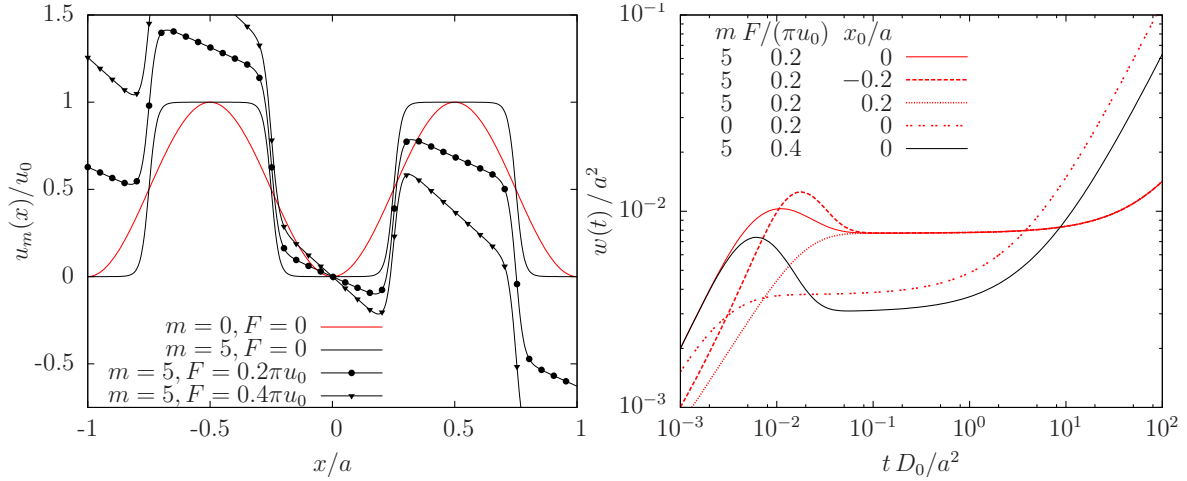 1.5
1
0.5
0
-0.5
u_m(x)/u_0
m = 0, F = 0
m = 5, F = 0
m = 5, F = 0.2πu_0
m = 5, F = 0.4πu_0
-1 -0.5 0 0.5 1
x/a
10^{-1}
10^{-2}
10^{-3}
w(t) / a^2
m F/(πu_0) x_0/a
5 0.2 0
5 0.2 −0.2
5 0.2 0.2
0 0.2 0
5 0.4 0
10^{-3} 10^{-2} 10^{-1} 10^0 10^1 10^2
t D_0/a^2